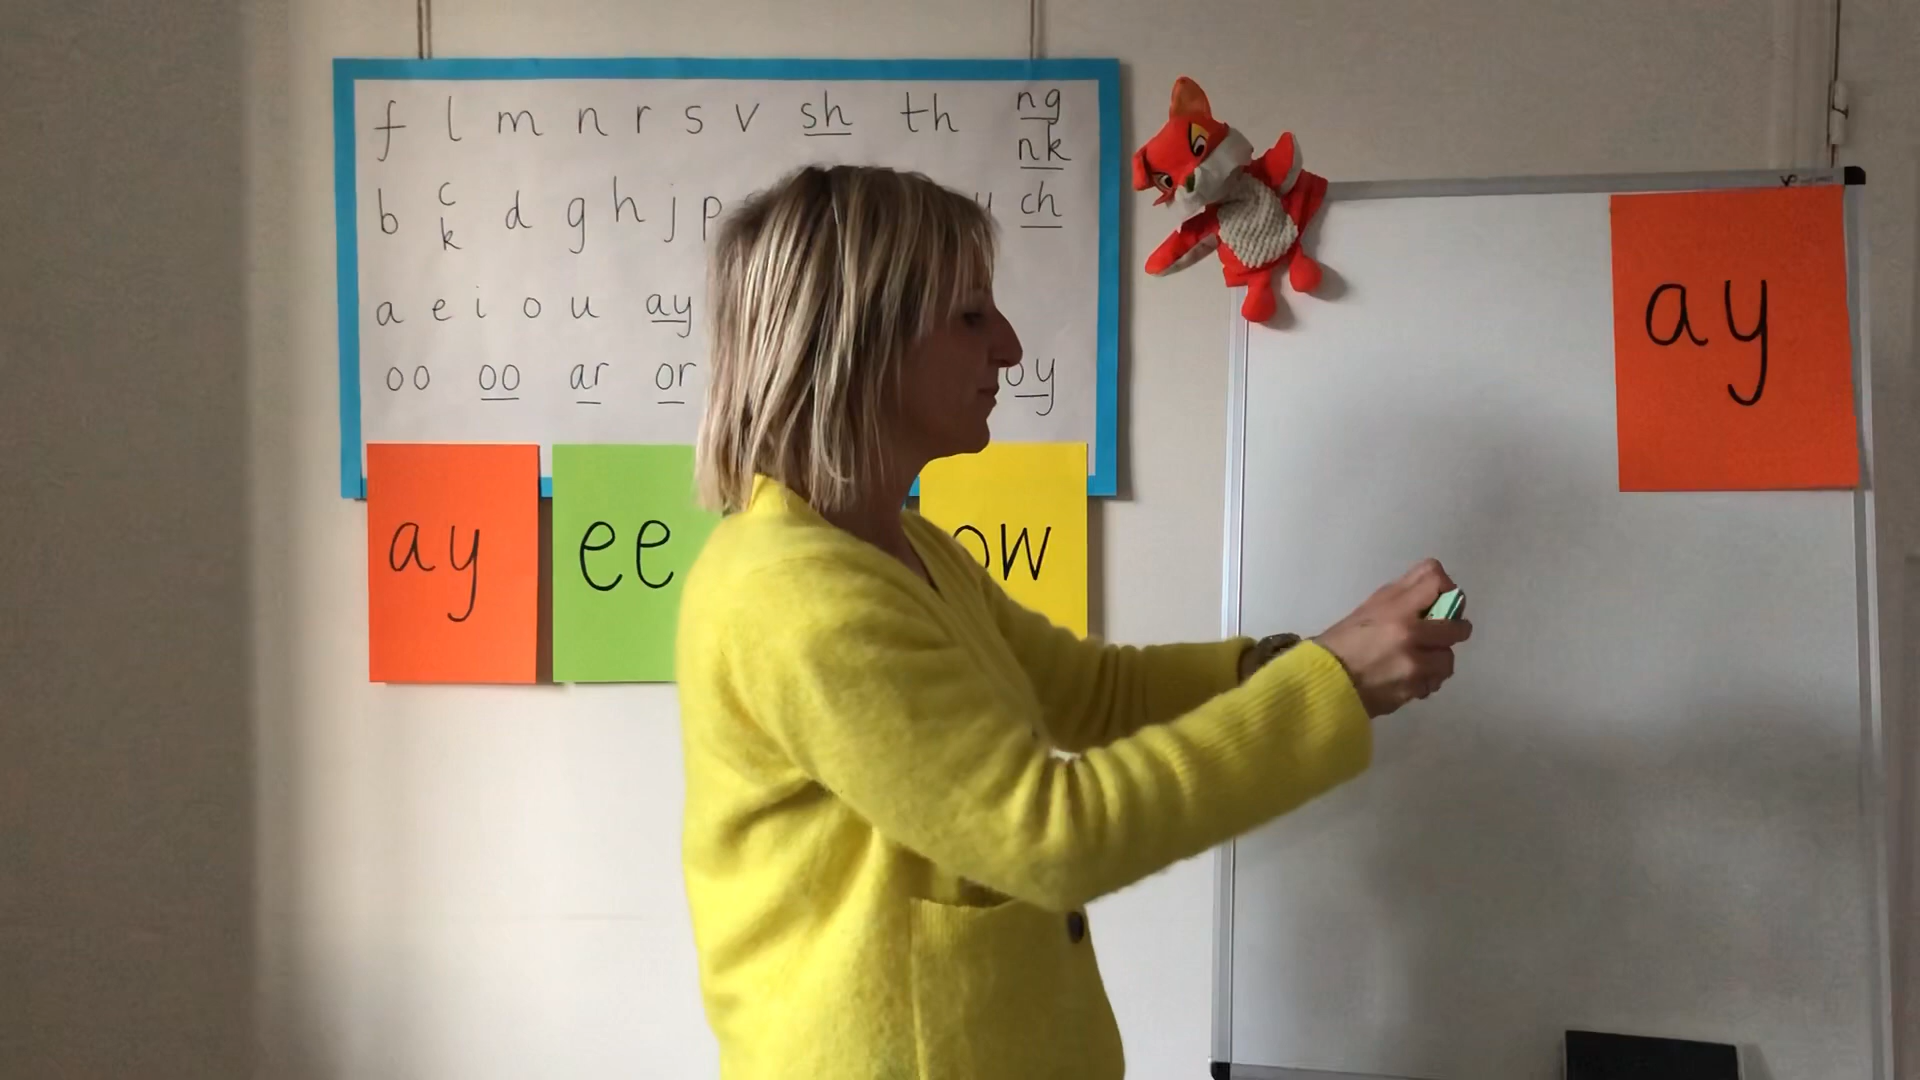 f l m n r s v sh th ng
nk
b c d g h j p ch
k
a e i o u ay
oo oo ar or oy
ay ee ow
ay